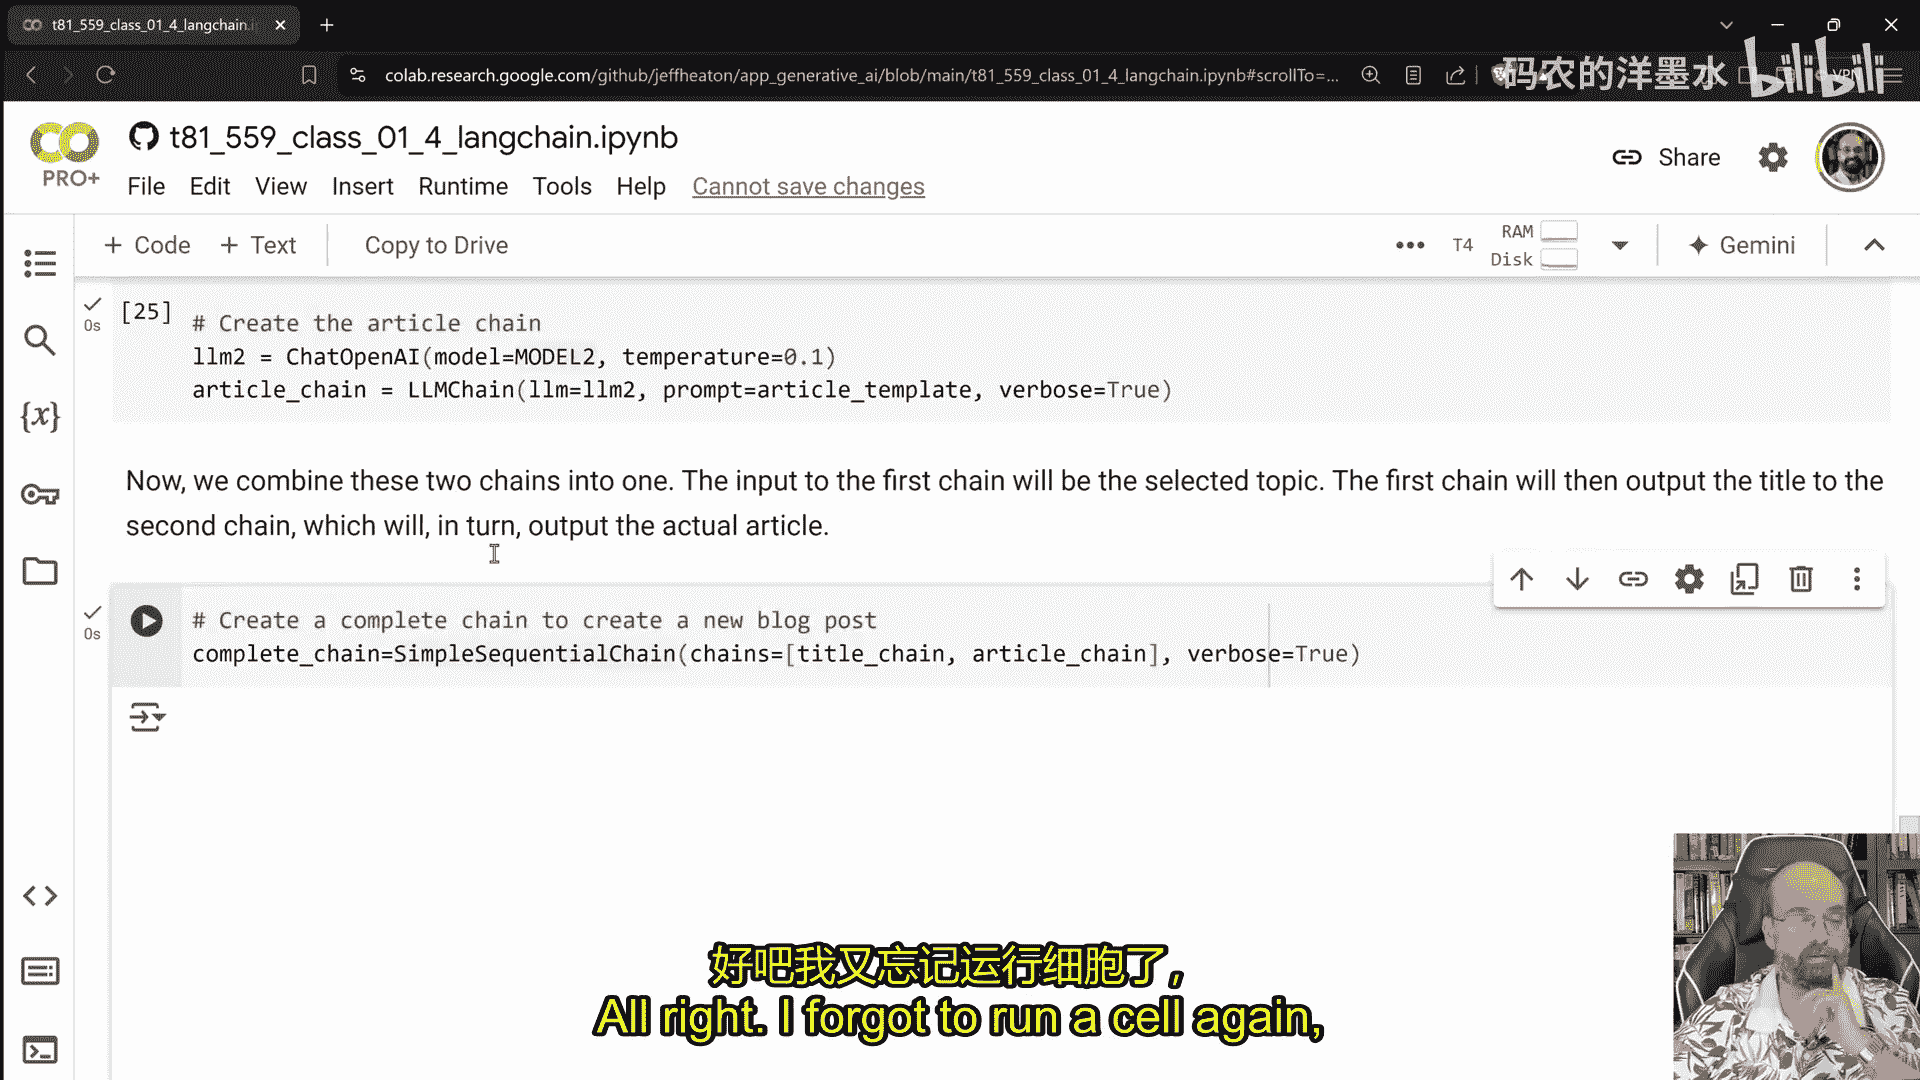 t81_559_class_01_4_langchain.i
colab.research.google.com/github/jeffheaton/app_generative_ai/blob/main/t81_559_class_01_4_langchain.ipynb#scrollTo=...
VPN
码农的洋墨水 bilibili
PRO+
t81_559_class_01_4_langchain.ipynb
File Edit View Insert Runtime Tools Help Cannot save changes
Share
+ Code + Text Copy to Drive
T4
RAM
Disk
Gemini
0s
[25]
# Create the article chain
llm2 = ChatOpenAI(model=MODEL2, temperature=0.1)
article_chain = LLMChain(llm=llm2, prompt=article_template, verbose=True)
Now, we combine these two chains into one. The input to the first chain will be the selected topic. The first chain will then output the title to the
second chain, which will, in turn, output the actual article.
0s
# Create a complete chain to create a new blog post
complete_chain=SimpleSequentialChain(chains=[title_chain, article_chain], verbose=True)
好吧我又忘记运行细胞了,
All right. I forgot to run a cell again,